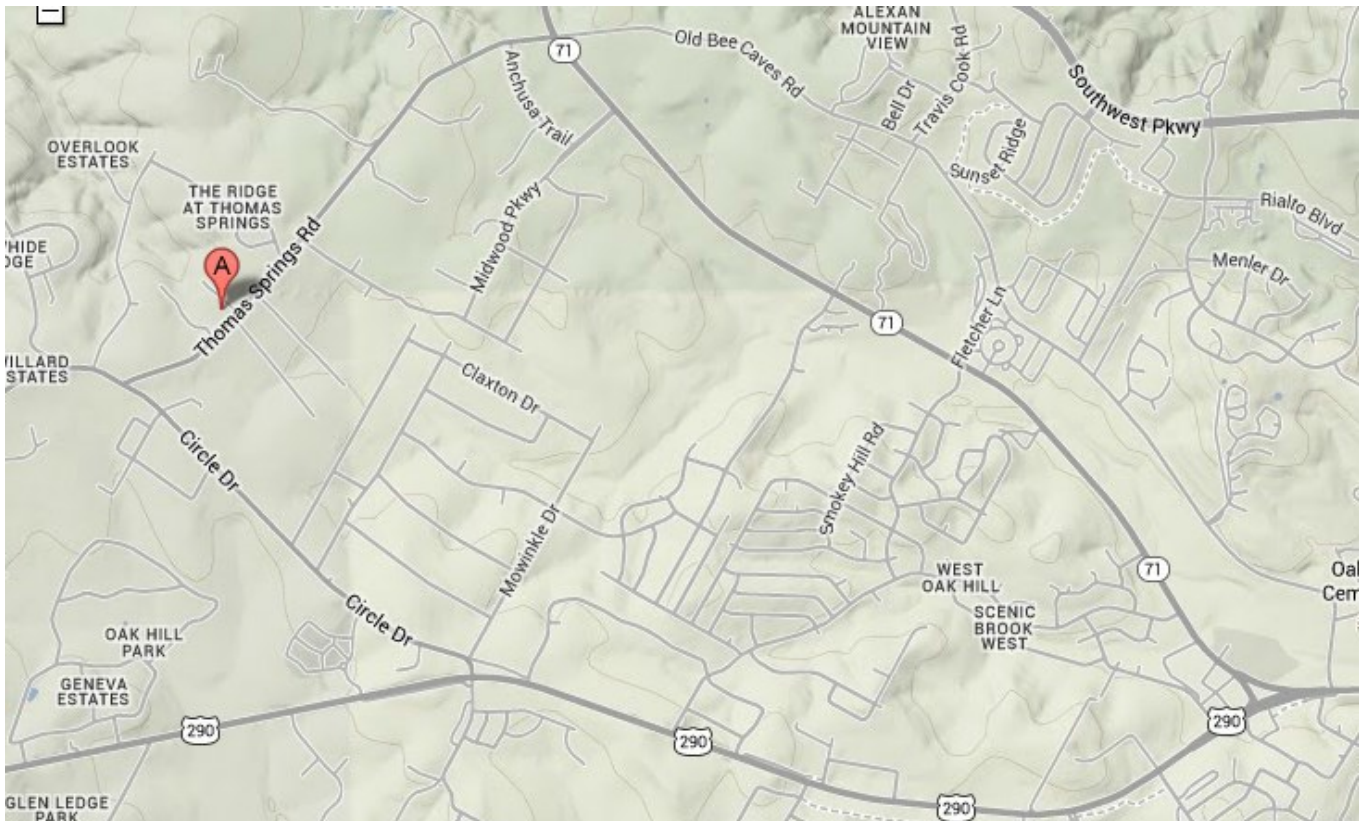 ALEXAN
MOUNTAIN
VIEW
71
Old Bee Caves Rd
Anchusa Trail
Bell Dr
Travis Cook Rd
Southwest Pkwy
OVERLOOK
ESTATES
Sunset Ridge
THE RIDGE
AT THOMAS
SPRINGS
Midwood Pkwy
Rialto Blvd
A
Menler Dr
Thomas Springs Rd
71
Fletcher Ln
Claxton Dr
Circle Dr
Smokey Hill Rd
Mowinkle Dr
WEST
OAK HILL
71
Circle Dr
SCENIC
BROOK
WEST
OAK HILL
PARK
GENEVA
ESTATES
290
290
290
290
GLEN LEDGE
PARK